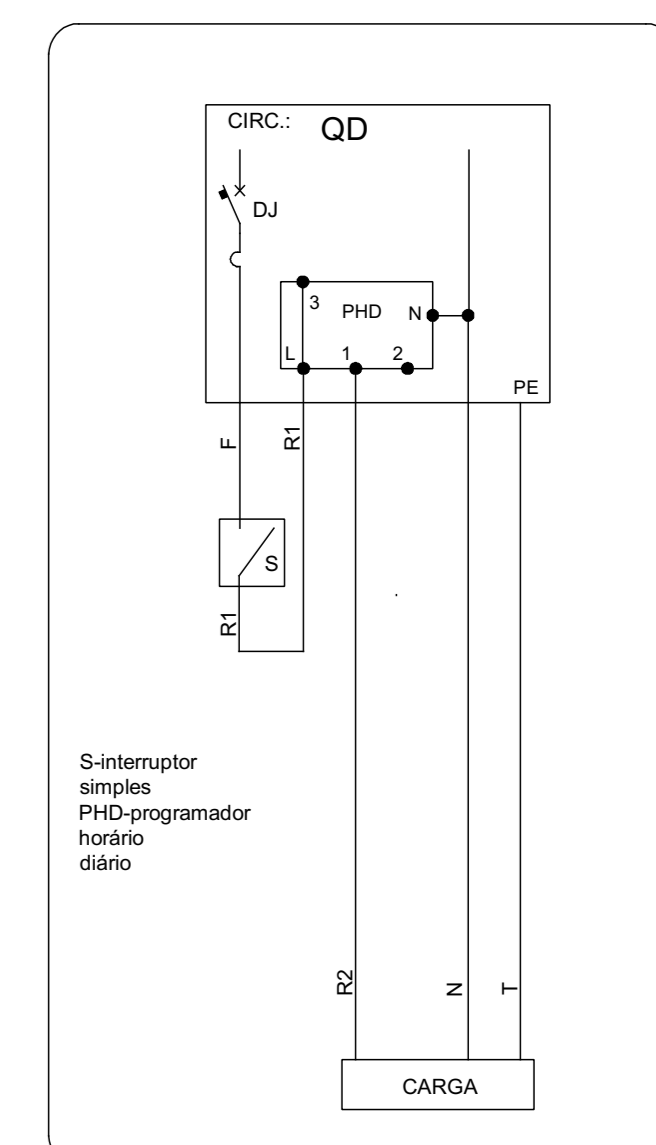 CIRC.: QD
DJ
3 PHD N
L 1 2
PE
F R1
S
R1
S-interruptor
simples
PHD-programador
horário
diário
R2 N T
CARGA